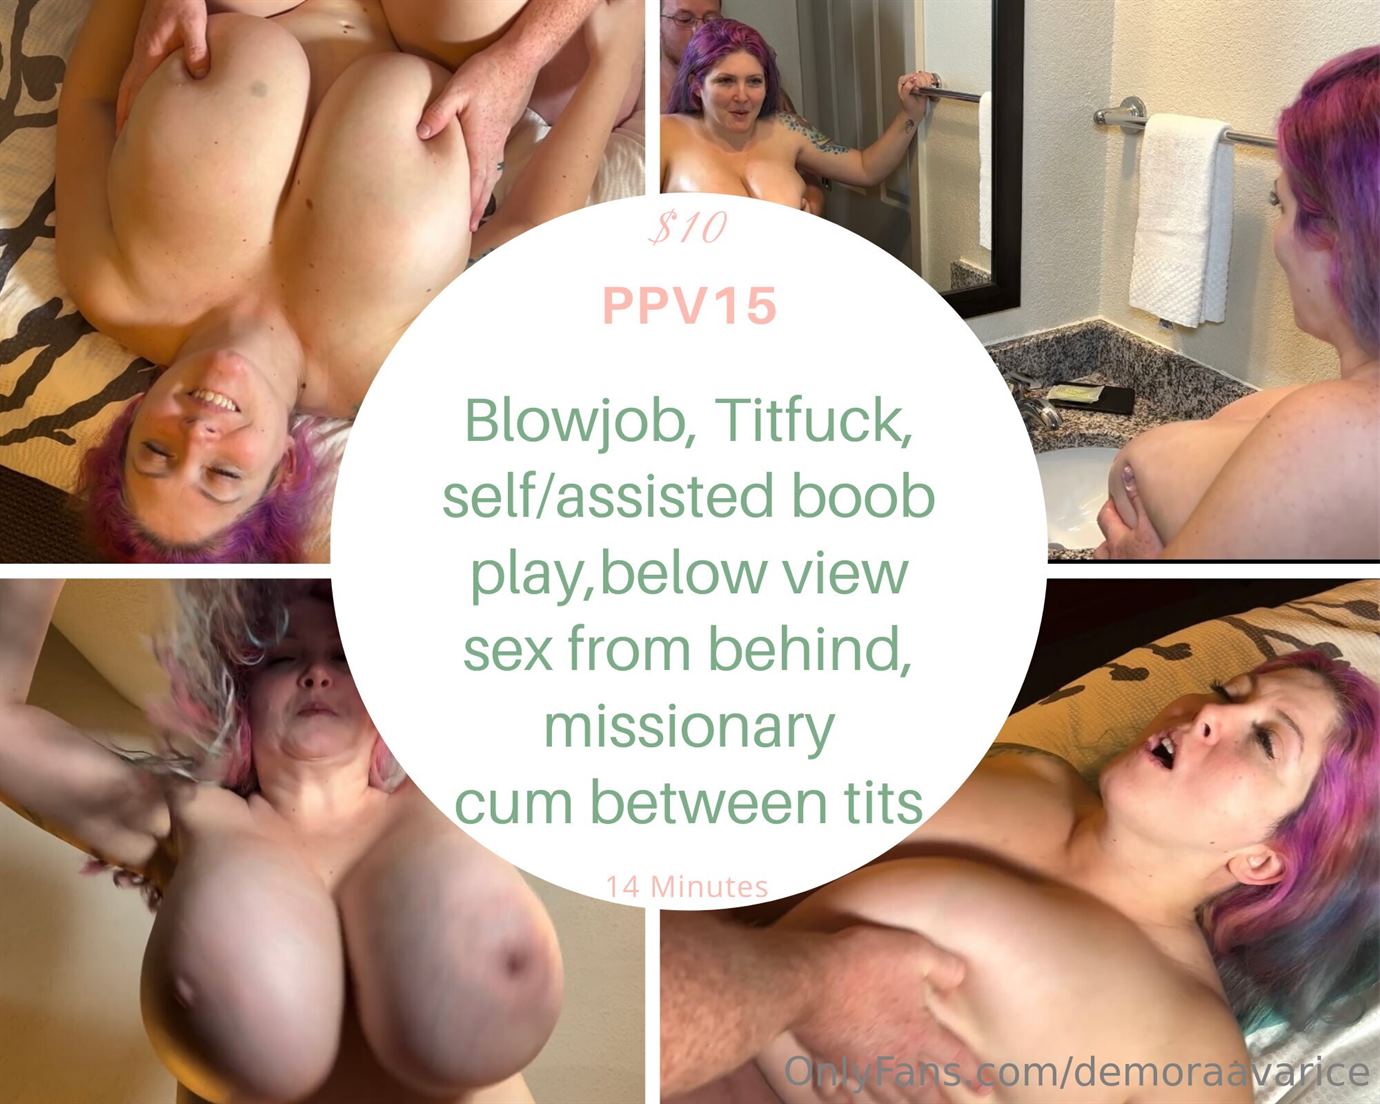 $10
PPV15
Blowjob, Titfuck,
self/assisted boob
play,below view
sex from behind,
missionary
cum between tits
14 Minutes
OnlyFans.com/demoraavarice